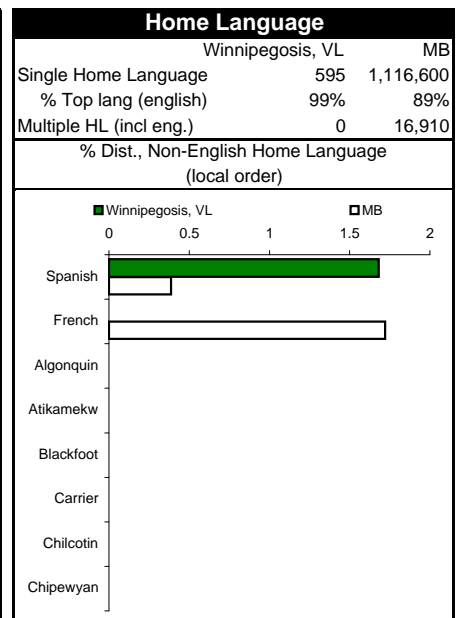 Home Language
Winnipegosis, VL MB
Single Home Language 595 1,116,600
% Top lang (english) 99% 89%
Multiple HL (incl eng.) 0 16,910
% Dist., Non-English Home Language
(local order)
Winnipegosis, VL MB
0 0.5 1 1.5 2
Spanish
French
Algonquin
Atikamekw
Blackfoot
Carrier
Chilcotin
Chipewyan